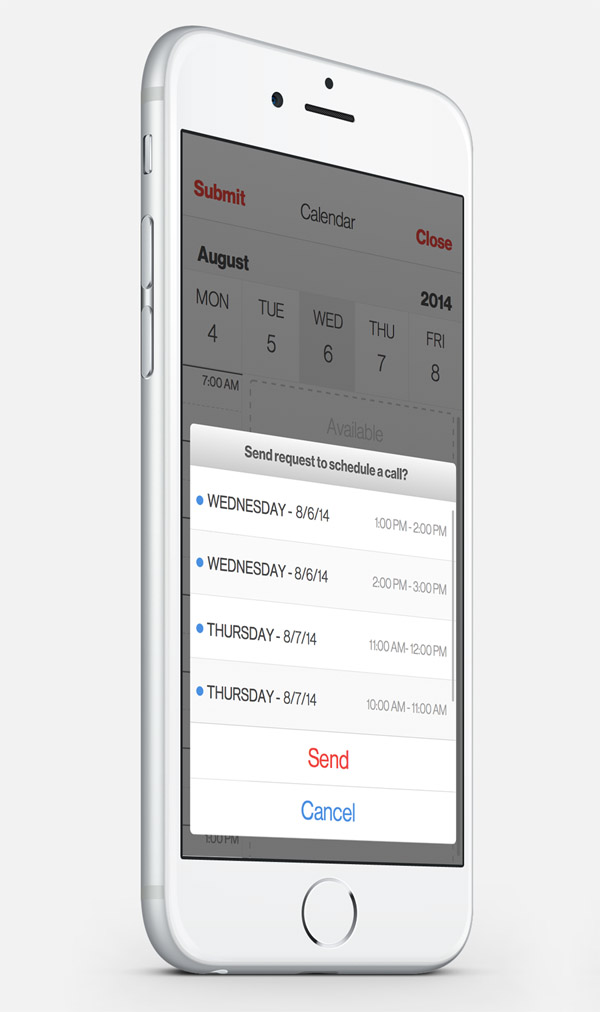 Submit
Calendar
Close
August
2014
MON TUE WED THU FRI
4 5 6 7 8
7:00 AM
Available
Send request to schedule a call?
WEDNESDAY - 8/6/14 1:00 PM - 2:00 PM
WEDNESDAY - 8/6/14 2:00 PM - 3:00 PM
THURSDAY - 8/7/14 11:00 AM- 12:00 PM
THURSDAY - 8/7/14 10:00 AM - 11:00 AM
Send
Cancel
1:00 PM